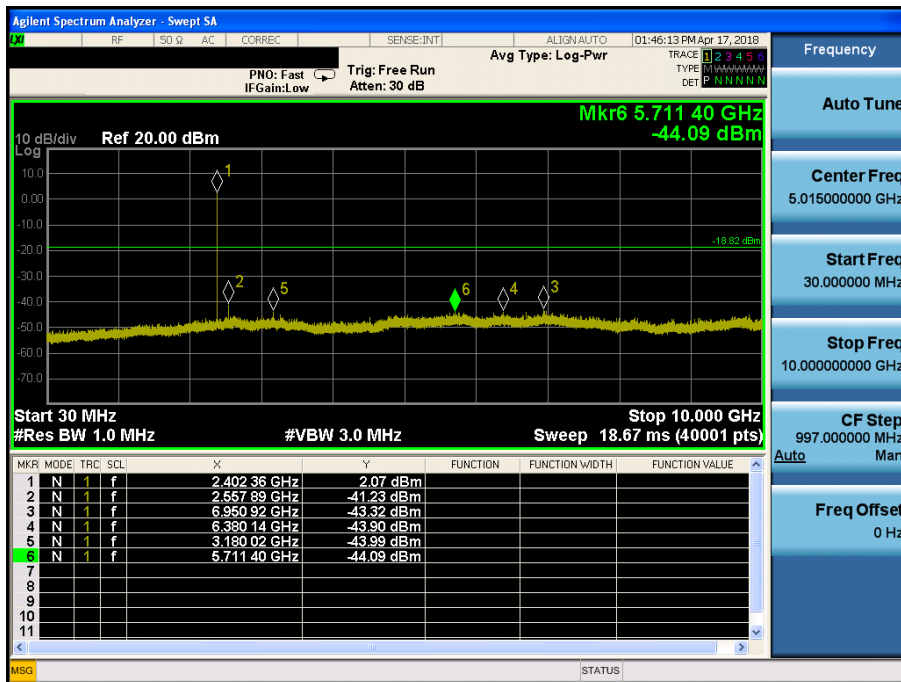 Agilent Spectrum Analyzer - Swept SA
LXI RF 50 Ω AC CORREC SENSE:INT ALIGN AUTO 01:46:13 PM Apr 17, 2018
Avg Type: Log-Pwr
TRACE 1 2 3 4 5 6
PNO: Fast Trig: Free Run
TYPE M WWWWW
IFGain:Low Atten: 30 dB
DET P N N N N N
Mkr6 5.711 40 GHz
-44.09 dBm
10 dB/div Ref 20.00 dBm
Log
1
10.0
0.00
-10.0
-18.82 dBm
-20.0
-30.0
2 5 6 4 3
-40.0
-50.0
-60.0
-70.0
Start 30 MHz Stop 10.000 GHz
#Res BW 1.0 MHz #VBW 3.0 MHz Sweep 18.67 ms (40001 pts)
MKR MODE TRC SCL X Y FUNCTION FUNCTION WIDTH FUNCTION VALUE
1 N 1 f 2.402 36 GHz 2.07 dBm
2 N 1 f 2.557 89 GHz -41.23 dBm
3 N 1 f 6.950 92 GHz -43.32 dBm
4 N 1 f 6.380 14 GHz -43.90 dBm
5 N 1 f 3.180 02 GHz -43.99 dBm
6 N 1 f 5.711 40 GHz -44.09 dBm
7
8
9
10
11
MSG STATUS
Frequency
Auto Tune
Center Freq
5.015000000 GHz
Start Freq
30.000000 MHz
Stop Freq
10.000000000 GHz
CF Step
997.000000 MHz
Auto Man
Freq Offset
0 Hz